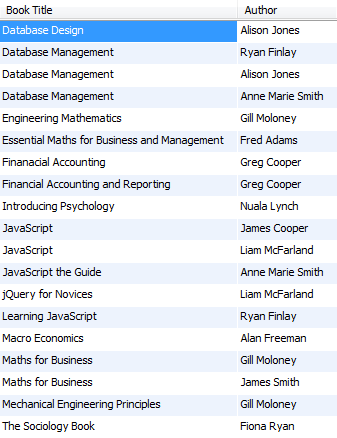 Book Title Author
Database Design Alison Jones
Database Management Ryan Finlay
Database Management Alison Jones
Database Management Anne Marie Smith
Engineering Mathematics Gill Moloney
Essential Maths for Business and Management Fred Adams
Finanacial Accounting Greg Cooper
Financial Accounting and Reporting Greg Cooper
Introducing Psychology Nuala Lynch
JavaScript James Cooper
JavaScript Liam McFarland
JavaScript the Guide Anne Marie Smith
jQuery for Novices Liam McFarland
Learning JavaScript Ryan Finlay
Macro Economics Alan Freeman
Maths for Business Gill Moloney
Maths for Business James Smith
Mechanical Engineering Principles Gill Moloney
The Sociology Book Fiona Ryan